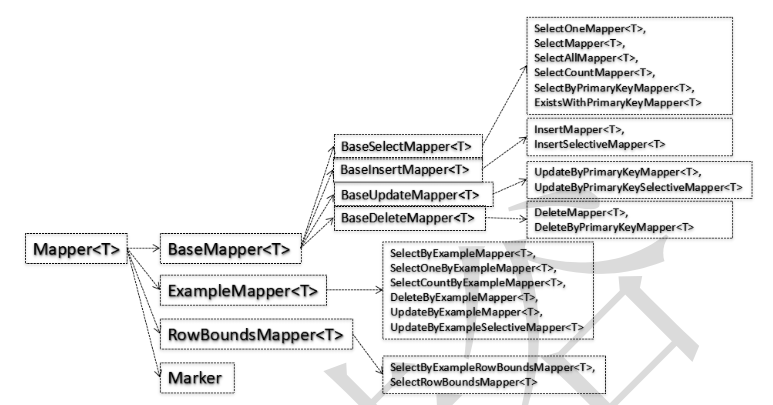 SelectOneMapper<T>,
SelectMapper<T>,
SelectAllMapper<T>,
SelectCountMapper<T>,
SelectByPrimaryKeyMapper<T>,
ExistsWithPrimaryKeyMapper<T>
BaseSelectMapper<T>
InsertMapper<T>,
InsertSelectiveMapper<T>
BaseInsertMapper<T>
UpdateByPrimaryKeyMapper<T>,
UpdateByPrimaryKeySelectiveMapper<T>
BaseUpdateMapper<T>
DeleteMapper<T>,
DeleteByPrimaryKeyMapper<T>
BaseDeleteMapper<T>
Mapper<T>
BaseMapper<T>
SelectByExampleMapper<T>,
SelectOneByExampleMapper<T>,
SelectCountByExampleMapper<T>,
DeleteByExampleMapper<T>,
UpdateByExampleMapper<T>,
UpdateByExampleSelectiveMapper<T>
ExampleMapper<T>
RowBoundsMapper<T>
SelectByExampleRowBoundsMapper<T>,
SelectRowBoundsMapper<T>
Marker